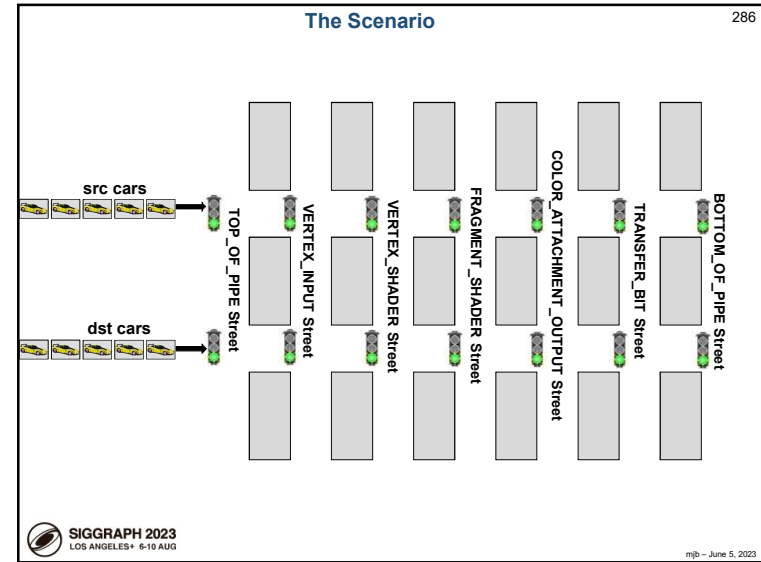 The Scenario
286
src cars
dst cars
TOP_OF_PIPE Street
VERTEX_INPUT Street
VERTEX_SHADER Street
FRAGMENT_SHADER Street
COLOR_ATTACHMENT_OUTPUT Street
TRANSFER_BIT Street
BOTTOM_OF_PIPE Street
SIGGRAPH 2023
LOS ANGELES+ 6-10 AUG
mjb – June 5, 2023